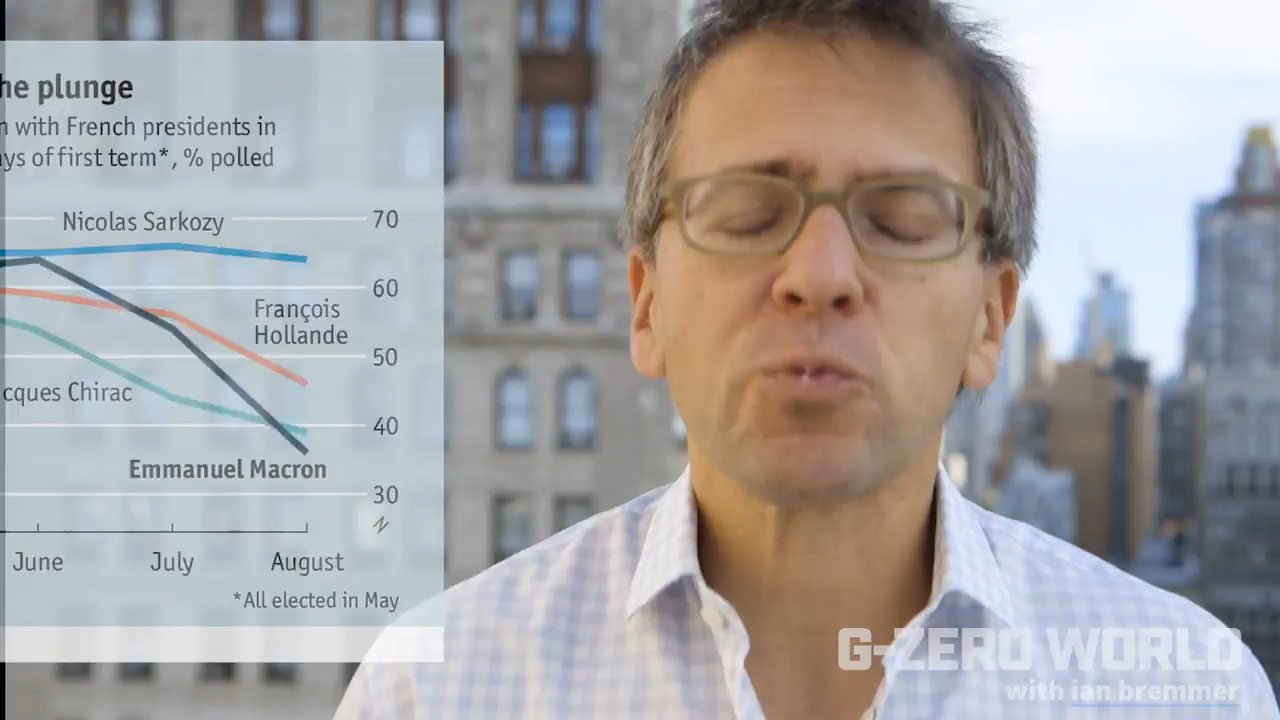 he plunge
n with French presidents in
ys of first term*, % polled
Nicolas Sarkozy
70
60
François
Hollande
50
cques Chirac
40
Emmanuel Macron
30
June
July
August
*All elected in May
G-ZERO WORLD
with ian bremmer